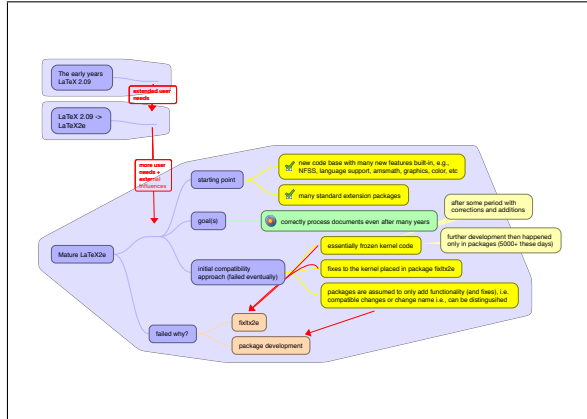 The early years
LaTeX 2.09
extended user
needs
LaTeX 2.09 ->
LaTeX2e
more user
needs +
external
influences
starting point
new code base with many new features built-in, e.g.,
NFSS, language support, amsmath, graphics, color, etc
many standard extension packages
goal(s)
correctly process documents even after many years
after some period with
corrections and additions
Mature LaTeX2e
essentially frozen kernel code
further development then happened
only in packages (5000+ these days)
initial compatibility
approach (failed eventually)
fixes to the kernel placed in package fixltx2e
packages are assumed to only add functionality (and fixes), i.e.
compatible changes or change name i.e., can be distinguished
fixltx2e
failed why?
package development